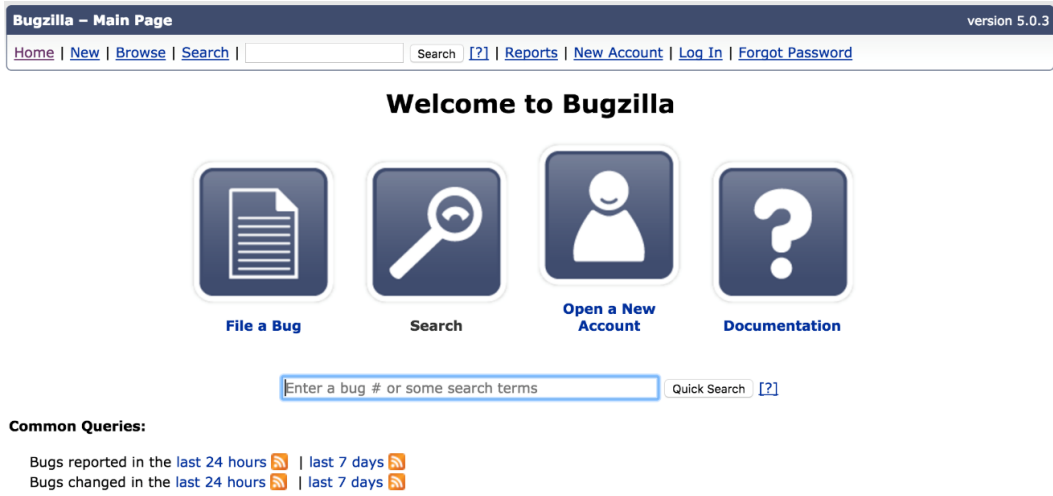 Bugzilla – Main Page version 5.0.3
Home | New | Browse | Search | Search [?] | Reports | New Account | Log In | Forgot Password
Welcome to Bugzilla
File a Bug
Search
Open a New
Account
Documentation
Enter a bug # or some search terms Quick Search [?]
Common Queries:
Bugs reported in the last 24 hours | last 7 days
Bugs changed in the last 24 hours | last 7 days